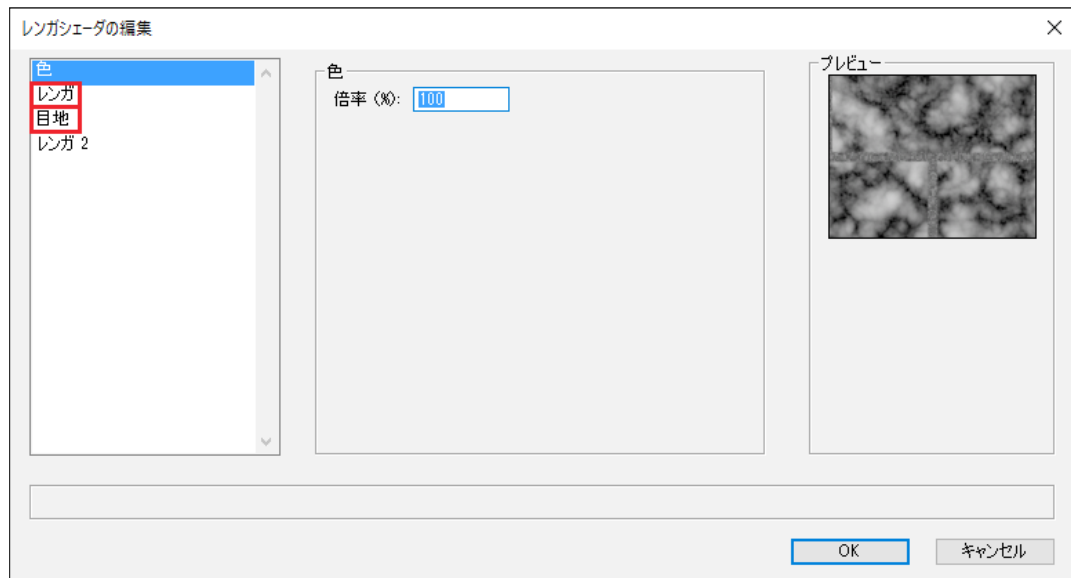 レンガシェーダの編集
色
レンガ
目地
レンガ 2
色
倍率 (%): 100
プレビュー
OK
キャンセル